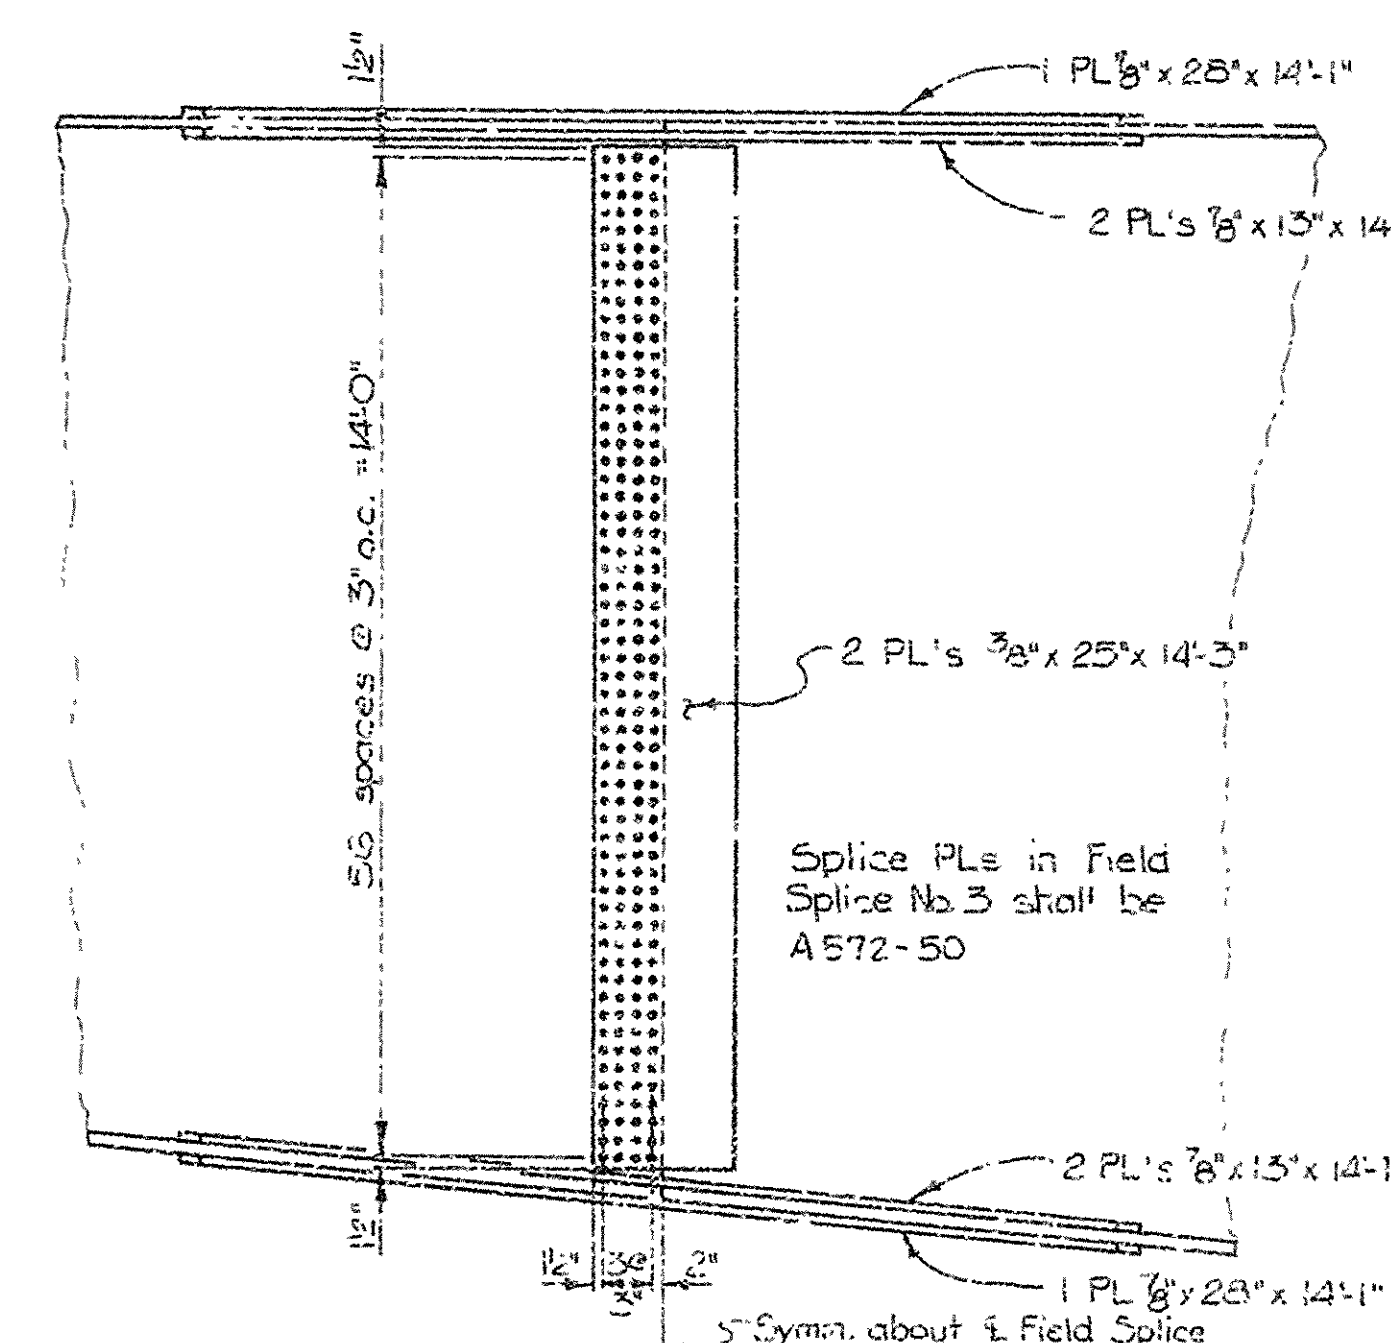 1½"
1 PL ⅞" x 28" x 14'-1"
2 PL's ⅞" x 13" x 14
56 spaces @ 3" o.c. = 14'-0"
2 PL's ⅜" x 25" x 14'-3"
Splice PLs in Field
Splice No. 3 shall be
A572-50
2 PL's ⅞" x 13" x 14'-1
1½"
1½" 3@ 2"
1 PL ⅞" x 28" x 14'-1"
Symm. about ℄ Field Splice